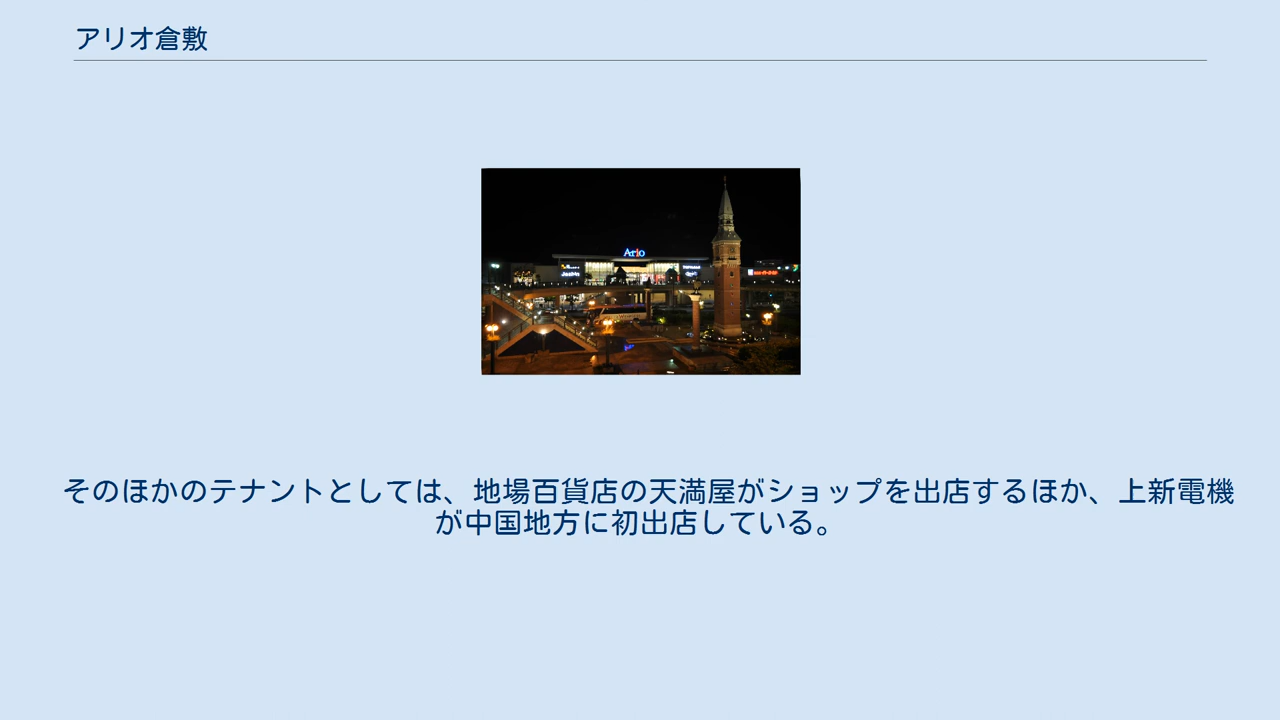 アリオ倉敷
Ario
そのほかのテナントとしては、地場百貨店の天満屋がショップを出店するほか、上新電機
が中国地方に初出店している。